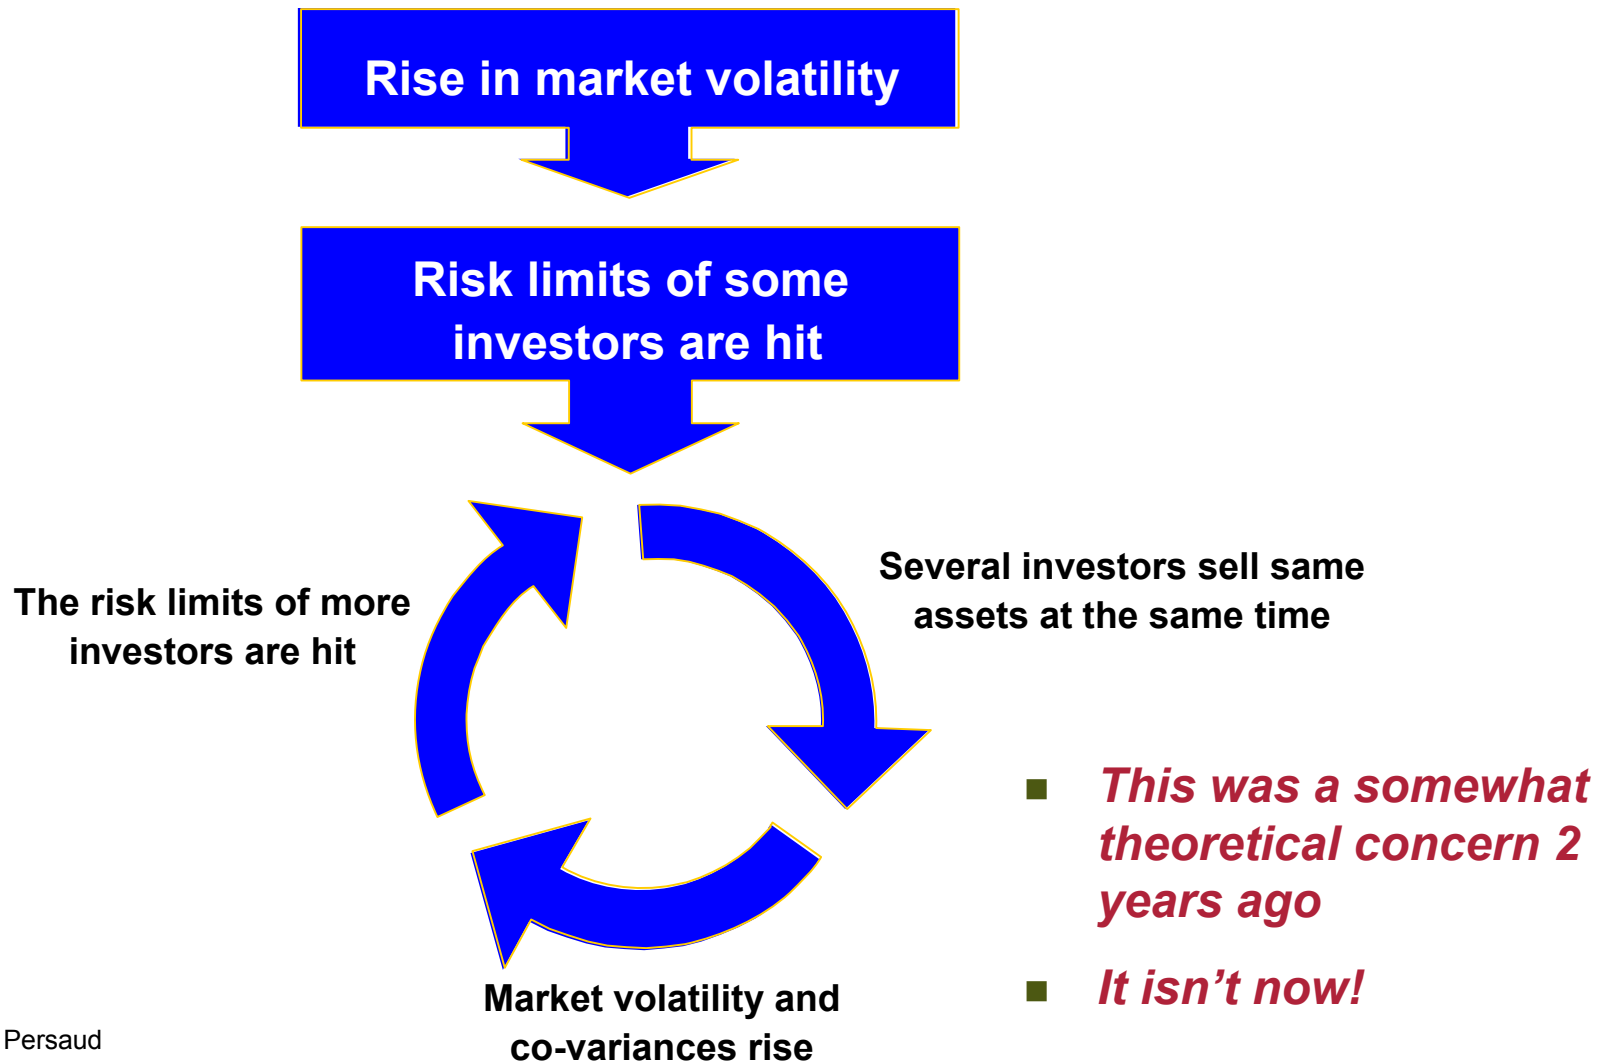 Rise in market volatility
Risk limits of some
investors are hit
Several investors sell same
assets at the same time
The risk limits of more
investors are hit
Market volatility and
co-variances rise
■ This was a somewhat
theoretical concern 2
years ago
■ It isn’t now!
Persaud